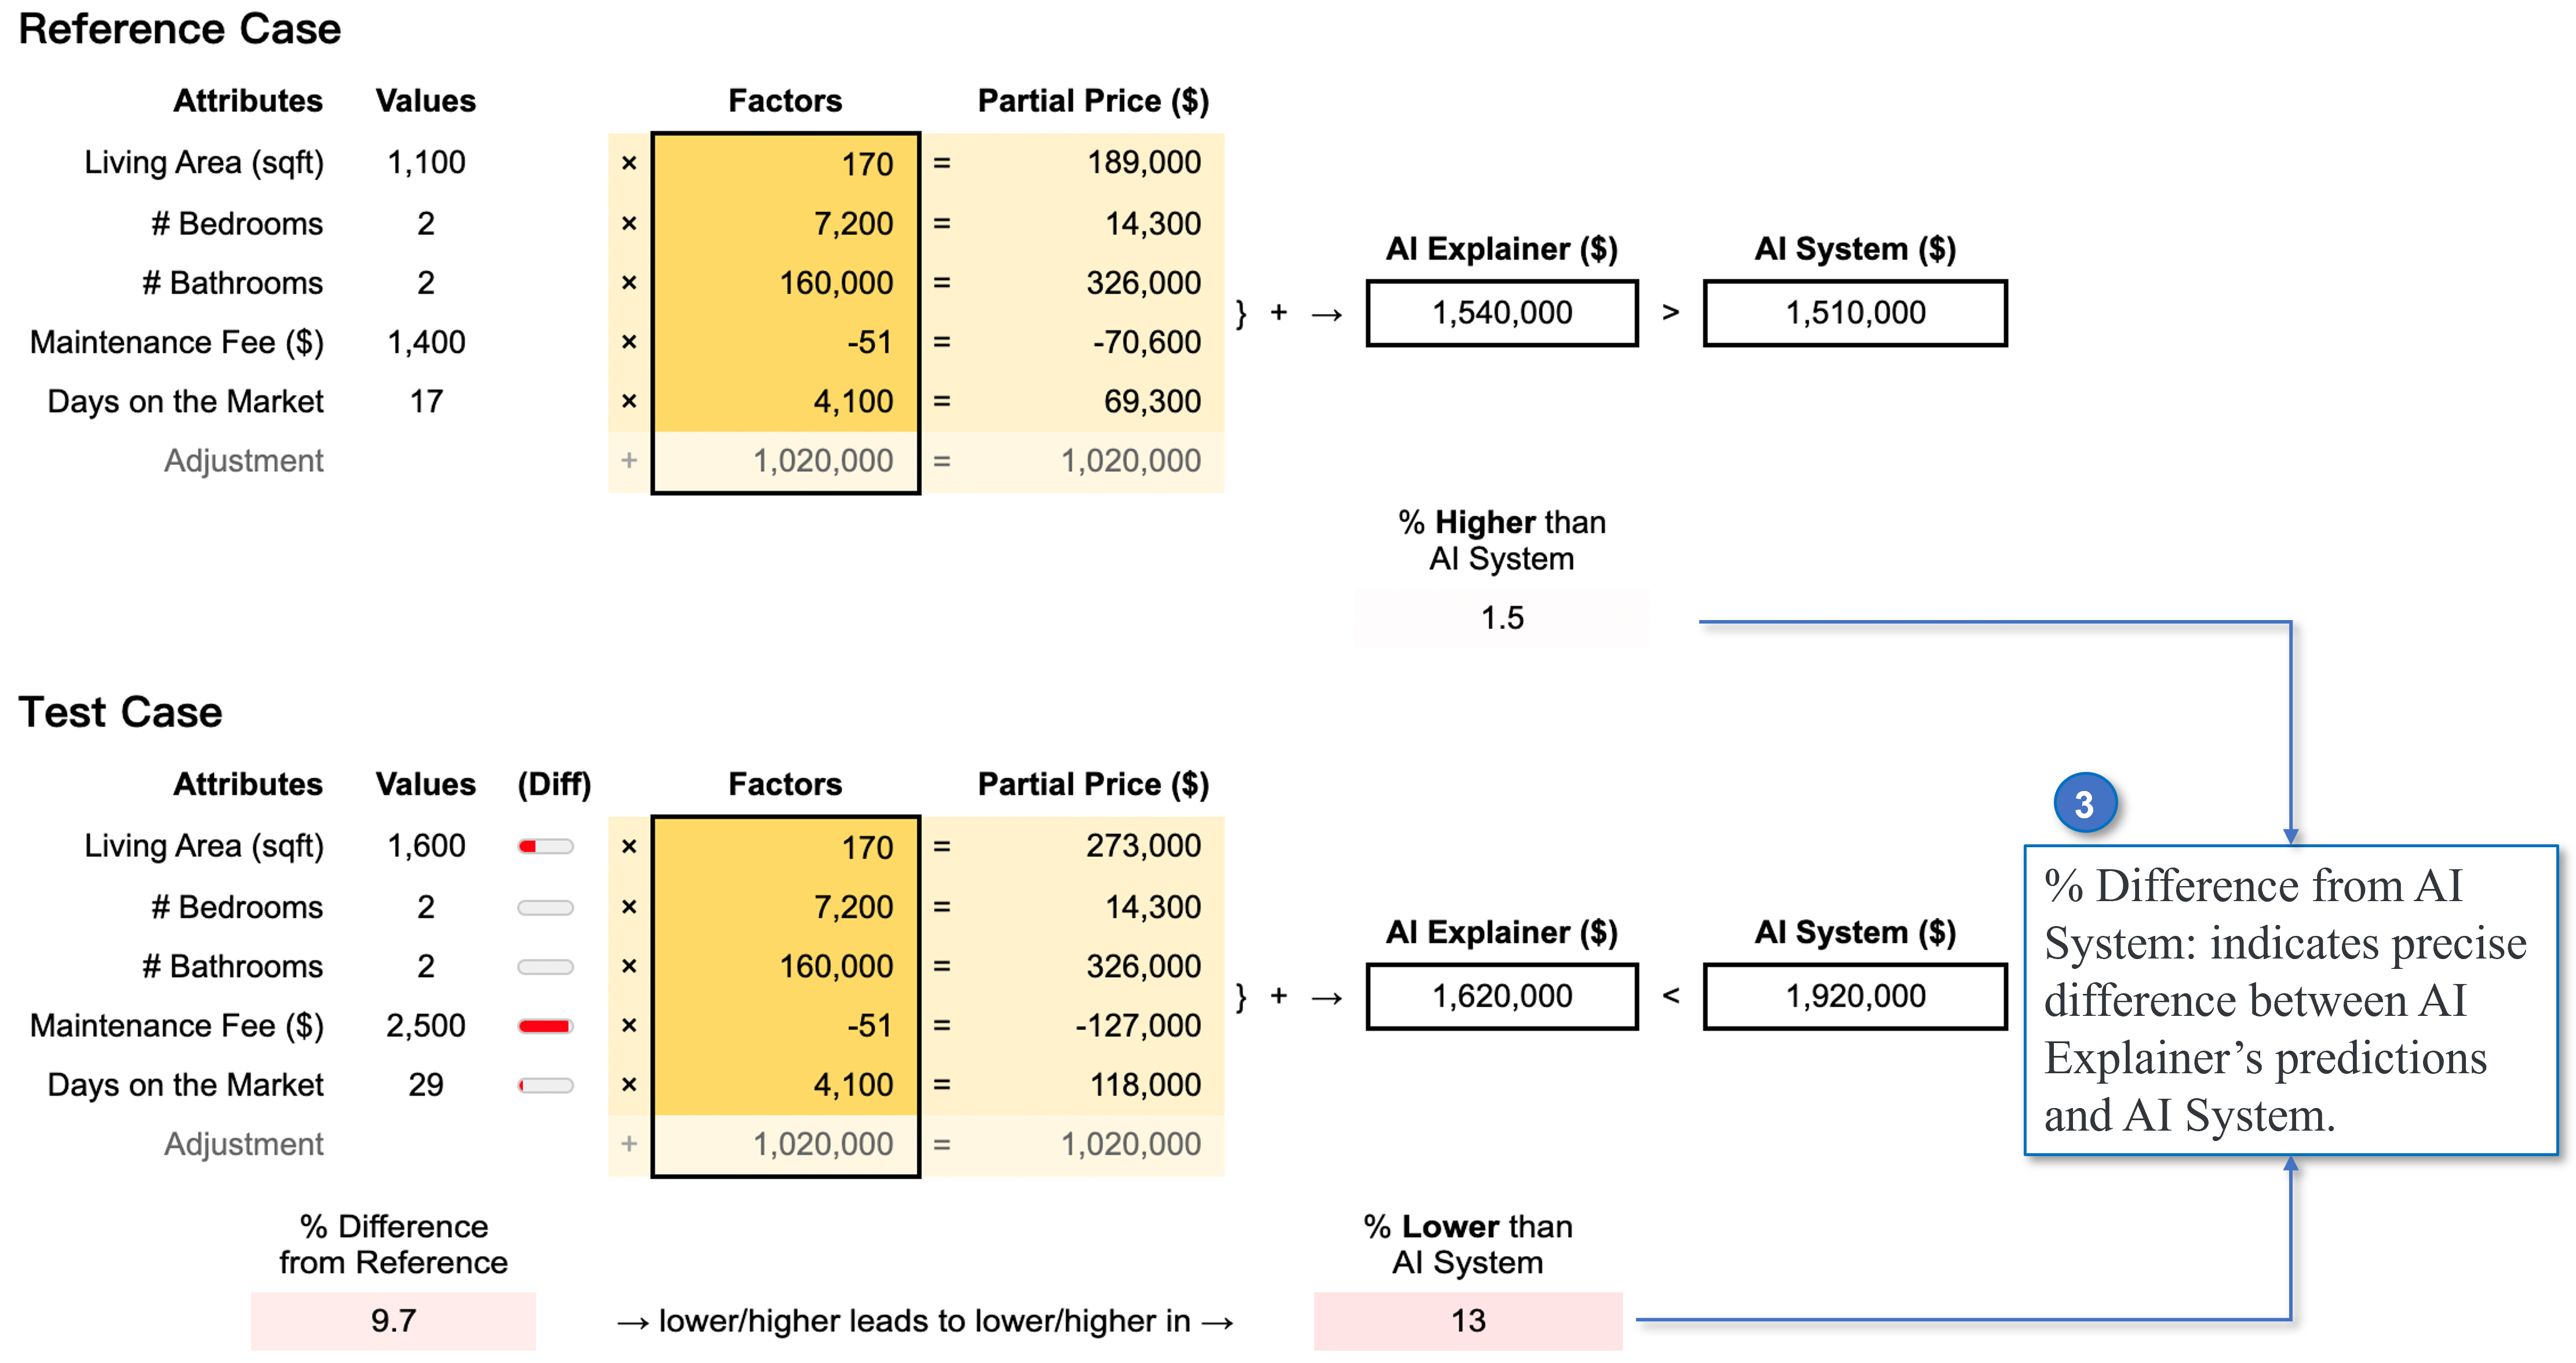 Reference Case
Attributes Values Factors Partial Price ($)
Living Area (sqft) 1,100 × 170 = 189,000
# Bedrooms 2 × 7,200 = 14,300
AI Explainer ($) AI System ($)
# Bathrooms 2 × 160,000 = 326,000
} + → 1,540,000 > 1,510,000
Maintenance Fee ($) 1,400 × -51 = -70,600
Days on the Market 17 × 4,100 = 69,300
Adjustment + 1,020,000 = 1,020,000
% Higher than
AI System
1.5
Test Case
Attributes Values (Diff) Factors Partial Price ($)
Living Area (sqft) 1,600 × 170 = 273,000
# Bedrooms 2 × 7,200 = 14,300
AI Explainer ($) AI System ($)
# Bathrooms 2 × 160,000 = 326,000
} + → 1,620,000 < 1,920,000
Maintenance Fee ($) 2,500 × -51 = -127,000
Days on the Market 29 × 4,100 = 118,000
Adjustment + 1,020,000 = 1,020,000
3
% Difference from AI
System: indicates precise
difference between AI
Explainer’s predictions
and AI System.
% Difference
from Reference
9.7
→ lower/higher leads to lower/higher in →
% Lower than
AI System
13